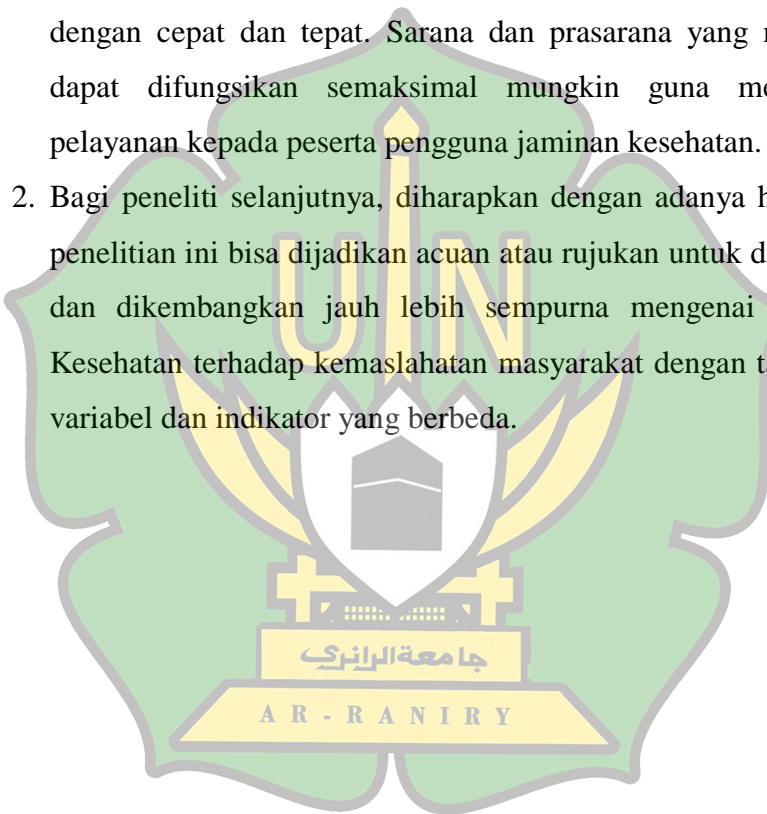 dengan cepat dan tepat. Sarana dan prasarana yang
dapat difungsikan semaksimal mungkin guna
pelayanan kepada peserta pengguna jaminan kesehatan.
2. Bagi peneliti selanjutnya, diharapkan dengan adanya
penelitian ini bisa dijadikan acuan atau rujukan untuk
dan dikembangkan jauh lebih sempurna mengenai
Kesehatan terhadap kemaslahatan masyarakat dengan
variabel dan indikator yang berbeda.
UIN
جامعةالرانري
AR-RANIRY